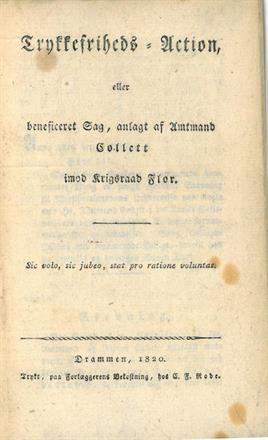 Trykkefriheds-Action,
eller
beneficeret Sag, anlagt af Amtmand
Collett
imod Krigsraad Flor.
Sic volo, sic jubeo, stat pro ratione voluntas.
Drammen, 1820.
Trykt, paa Forlæggerens Bekostning, hos C. F. Rode.